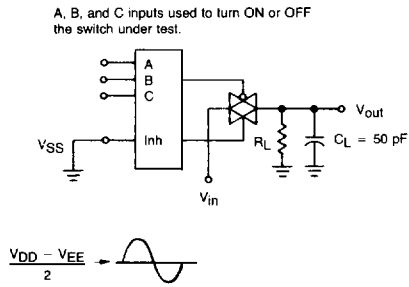 A, B, and C inputs used to turn ON or OFF
the switch under test.
A
B
C
VSS
Inh
Vout
RL
CL = 50 pF
Vin
VDD – VEE
2